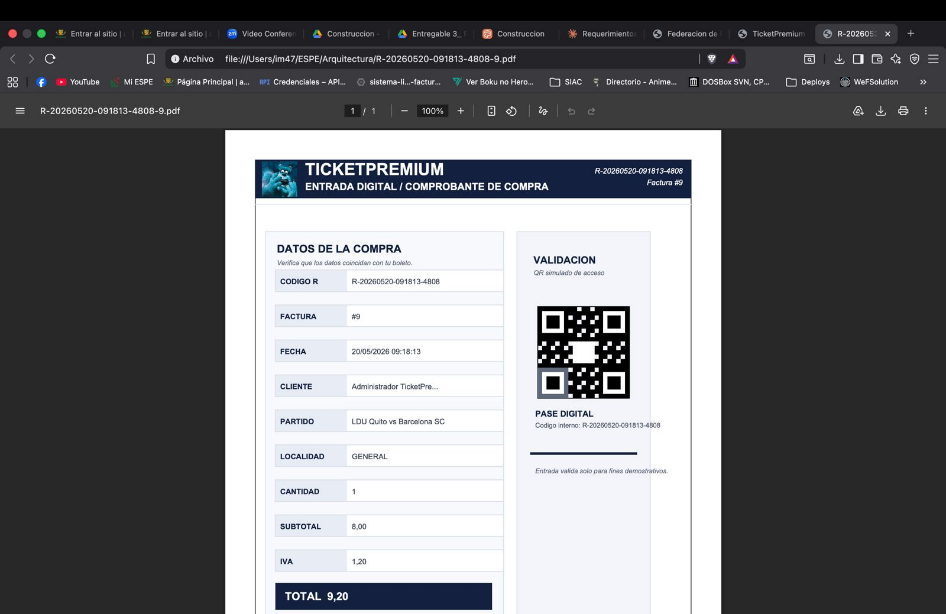 Entrar al sitio |
Entrar al sitio |
Video Conferen
Construccion
Entregable 3_
Construccion
Requerimiento
Federacion de
TicketPremium
R-2026052
Archivo file:///Users/im47/ESPE/Arquitectura/R-20260520-091813-4808-9.pdf
YouTube
Mi ESPE
Página Principal | a...
Credenciales – API...
sistema-li...-factur...
Ver Boku no Hero...
SIAC
Directorio - Anime...
DOSBox SVN, CP...
Deploys
WeFSolution
R-20260520-091813-4808-9.pdf
1 / 1
100%
TICKETPREMIUM
ENTRADA DIGITAL / COMPROBANTE DE COMPRA
R-20260520-091813-4808
Factura #9
DATOS DE LA COMPRA
Verifica que los datos coincidan con tu boleto.
CODIGO R R-20260520-091813-4808
FACTURA #9
FECHA 20/05/2026 09:18:13
CLIENTE Administrador TicketPre...
PARTIDO LDU Quito vs Barcelona SC
LOCALIDAD GENERAL
CANTIDAD 1
SUBTOTAL 8,00
IVA 1,20
TOTAL 9,20
VALIDACION
QR simulado de acceso
PASE DIGITAL
Codigo interno: R-20260520-091813-4808
Entrada valida solo para fines demostrativos.